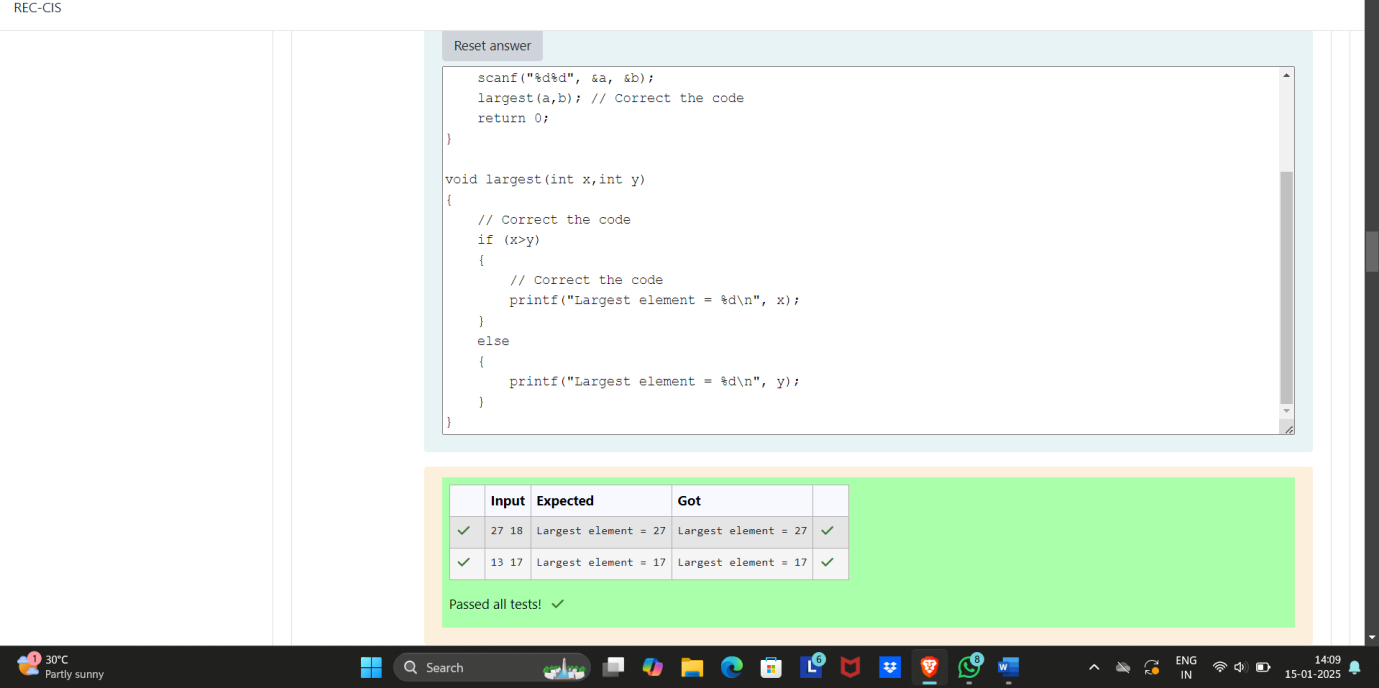 REC-CIS
Reset answer
scanf("%d%d", &a, &b);
largest(a,b); // Correct the code
return 0;
}
void largest(int x,int y)
{
// Correct the code
if (x>y)
{
// Correct the code
printf("Largest element = %d\n", x);
}
else
{
printf("Largest element = %d\n", y);
}
}
Input Expected Got
27 18 Largest element = 27 Largest element = 27
13 17 Largest element = 17 Largest element = 17
Passed all tests!
1
30°C
Partly sunny
Search
L 6
8
W
ENG
IN
14:09
15-01-2025